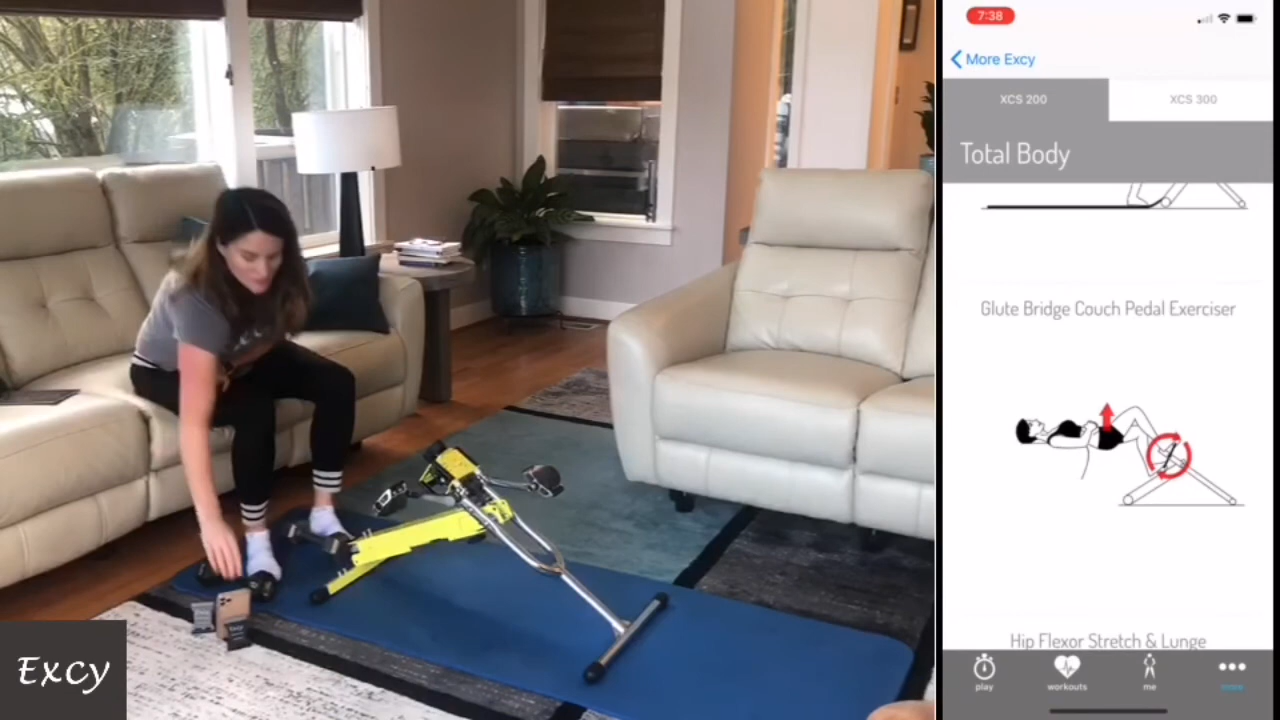 7:38
More Excy
XCS 200
XCS 300
Total Body
Glute Bridge Couch Pedal Exerciser
Hip Flexor Stretch & Lunge
play
workouts
me
more
Excy